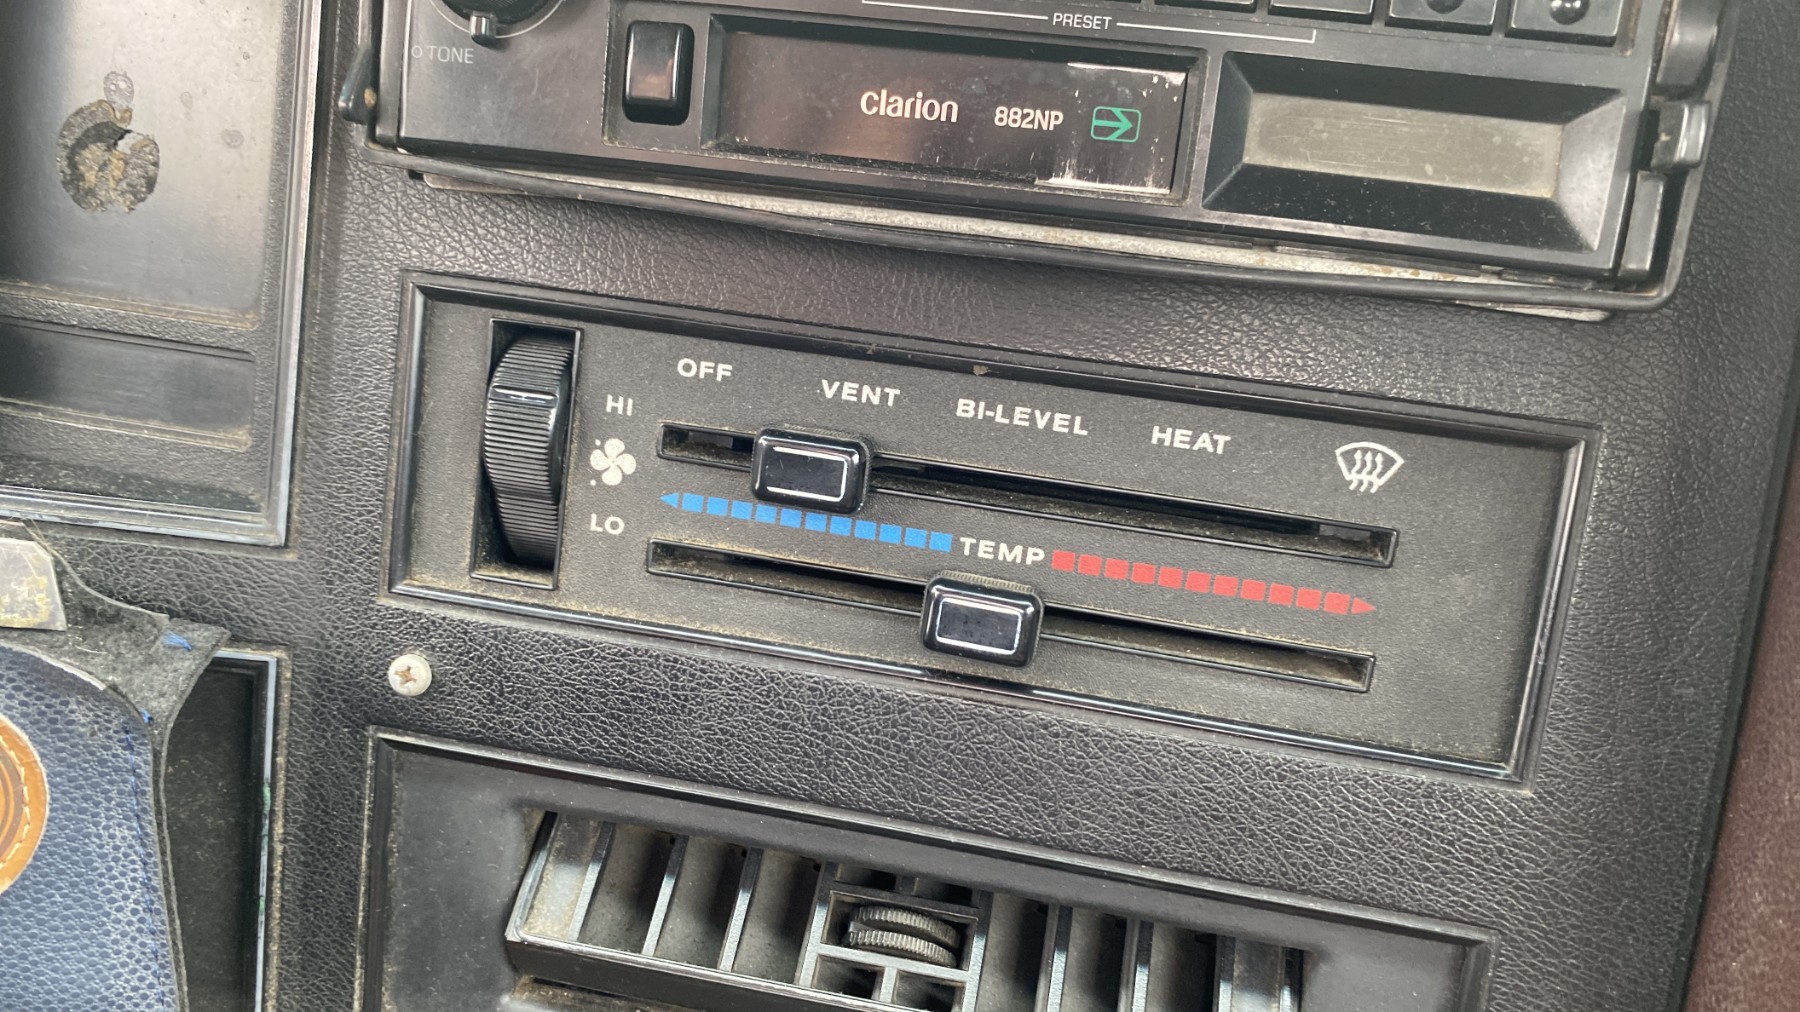 PRESET
O TONE
Clarion 882NP
OFF VENT BI-LEVEL HEAT
HI
LO
TEMP